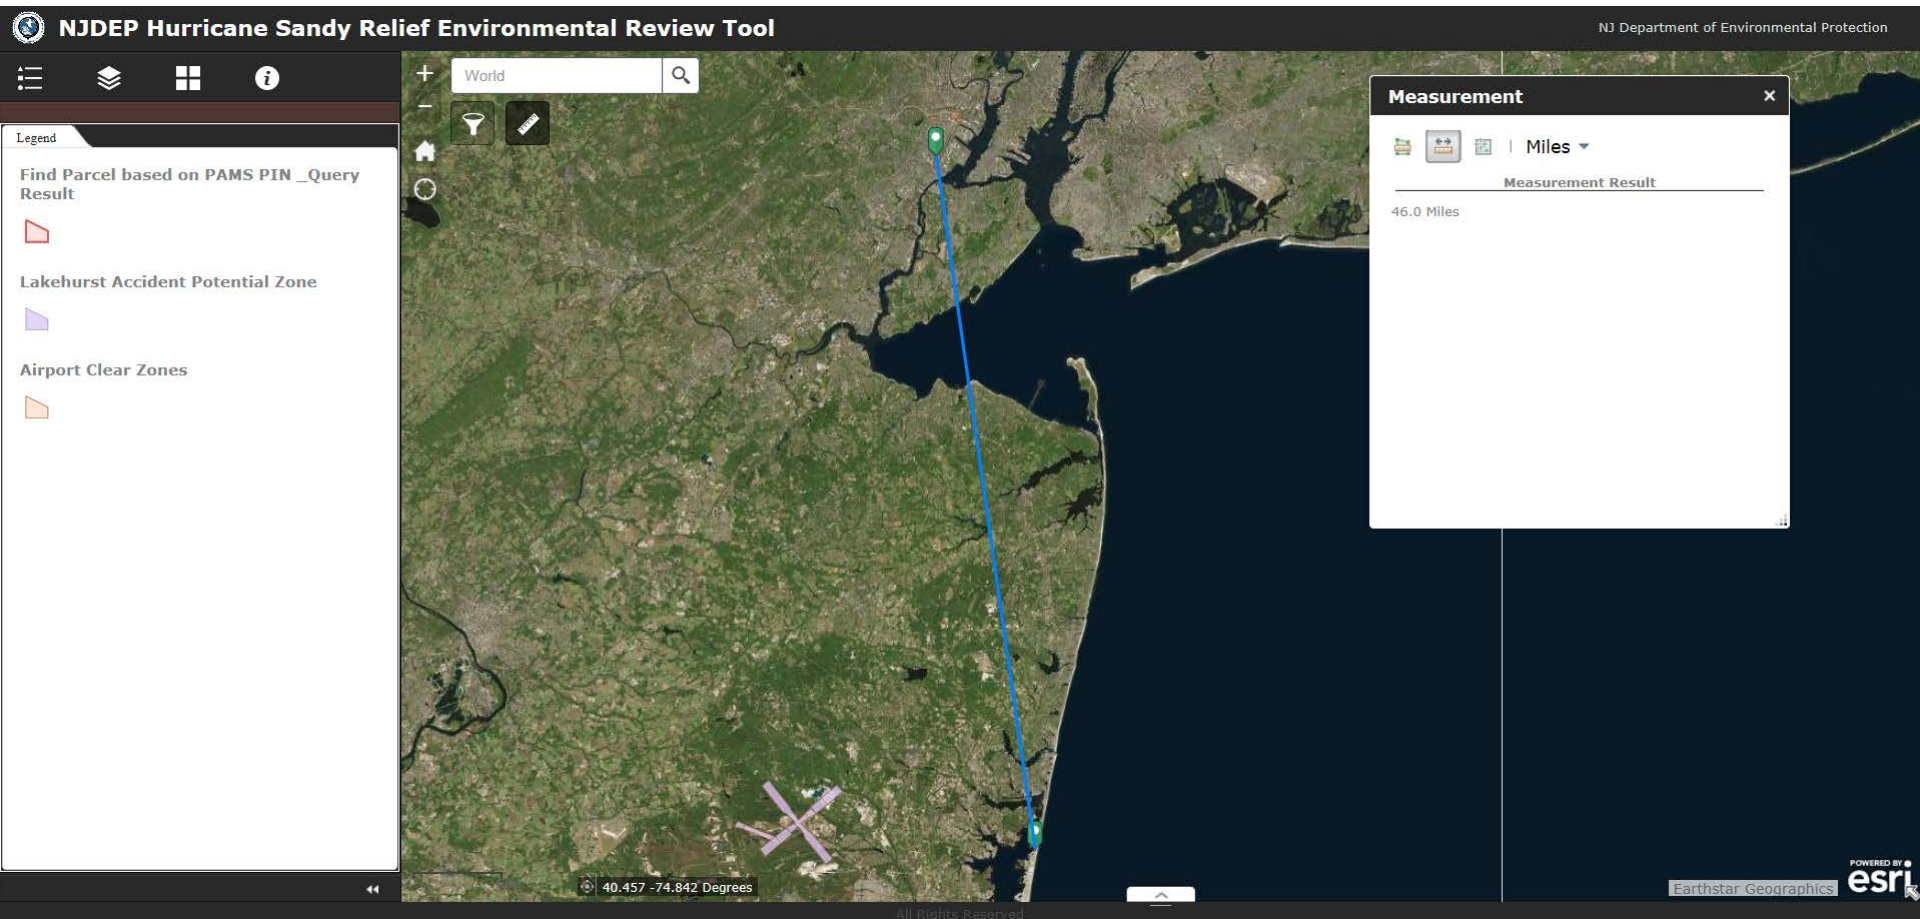 NJDEP Hurricane Sandy Relief Environmental Review Tool
NJ Department of Environmental Protection
World
Legend
Find Parcel based on PAMS PIN _Query
Result
Lakehurst Accident Potential Zone
Airport Clear Zones
Measurement
Miles
Measurement Result
46.0 Miles
40.457 -74.842 Degrees
POWERED BY
esri
Earthstar Geographics
All Rights Reserved